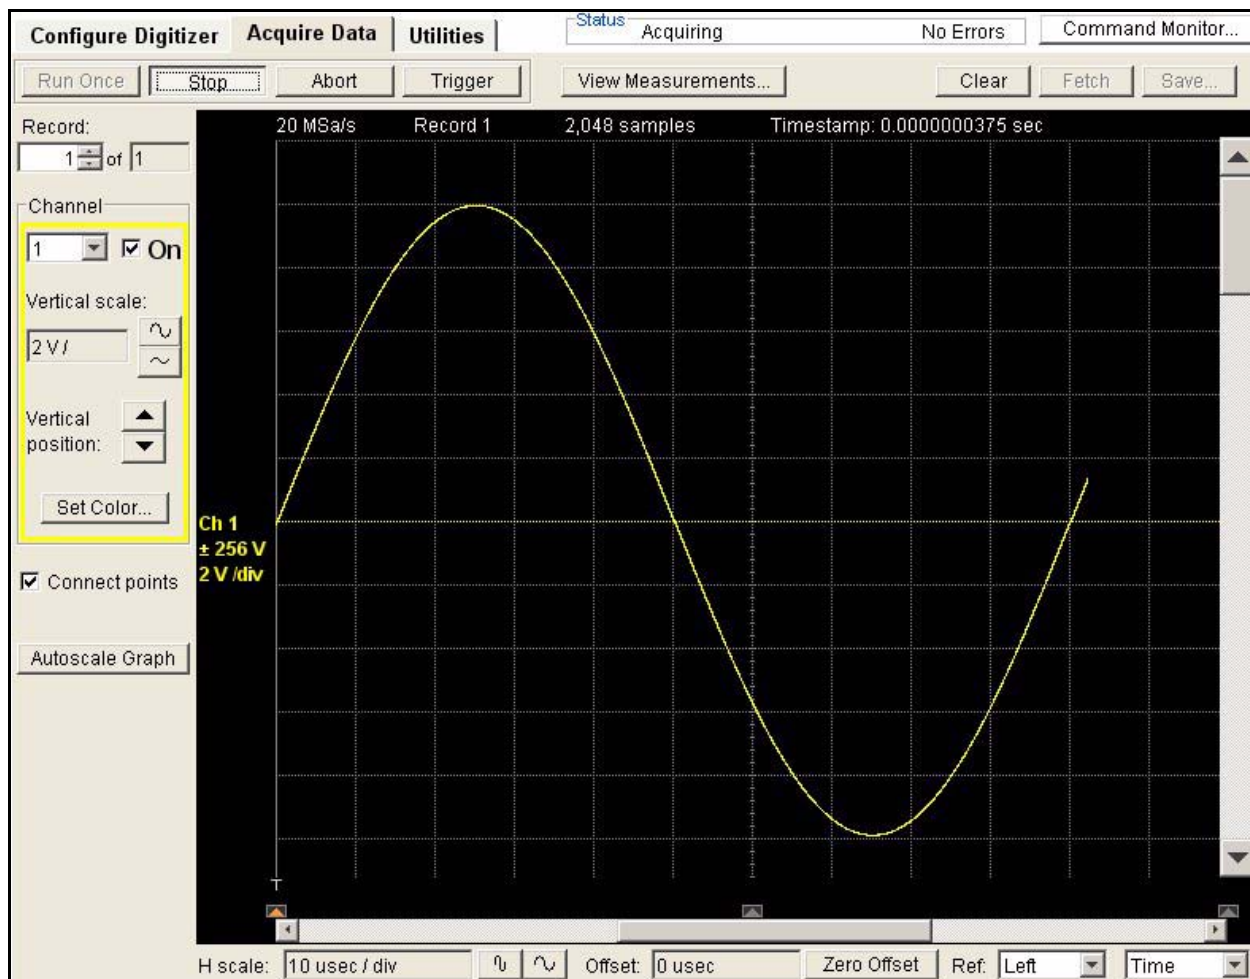 Configure Digitizer Acquire Data Utilities Status Acquiring No Errors Command Monitor...
Run Once Stop Abort Trigger View Measurements... Clear Fetch Save...
Record:
1 of 1
20 MSa/s Record 1 2,048 samples Timestamp: 0.0000000375 sec
Channel
1 On
Vertical scale:
2 V /
Vertical
position:
Set Color...
Ch 1
± 256 V
2 V /div
Connect points
Autoscale Graph
T
H scale: 10 usec / div Offset: 0 usec Zero Offset Ref: Left Time